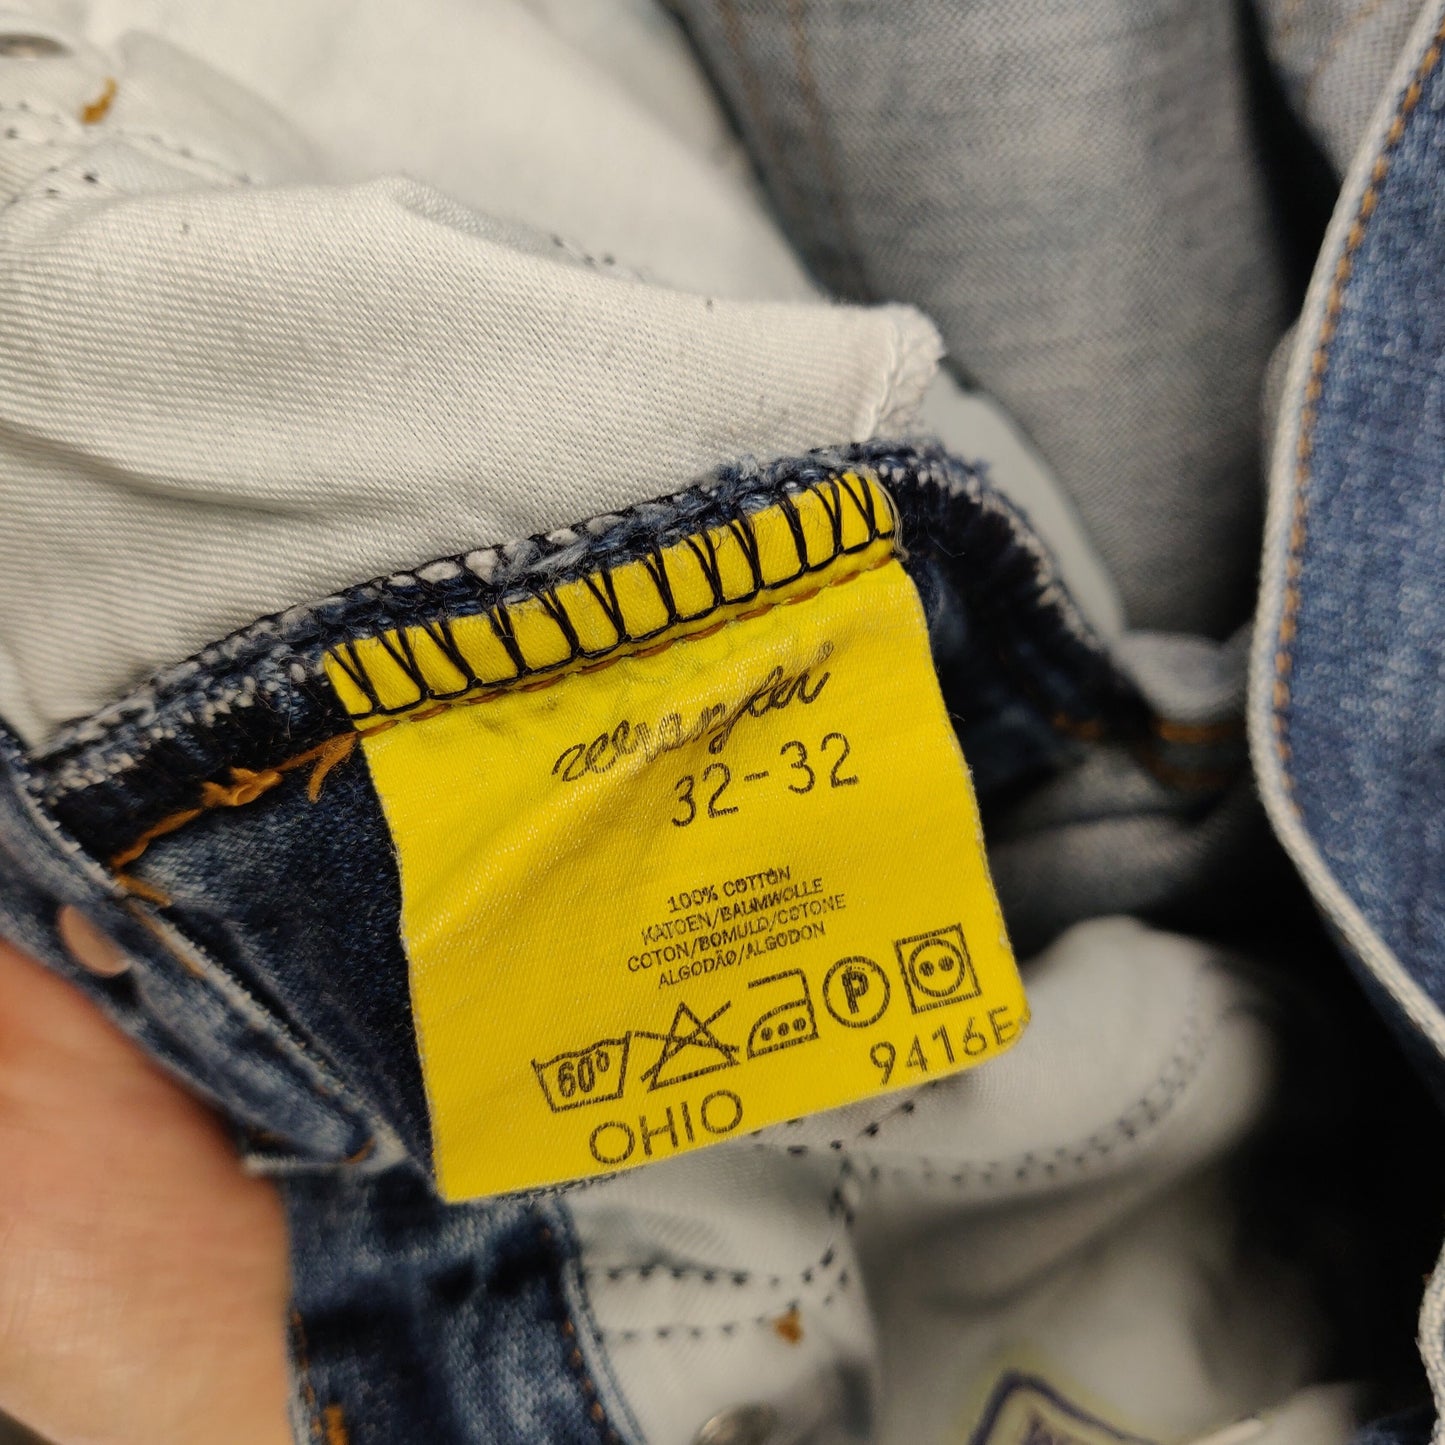 Wrangler®
32-32
100% COTTON
KATOEN/BAUMWOLLE
COTON/BOMULD/COTONE
ALGODÃO/ALGODON
60° P
9416E
OHIO